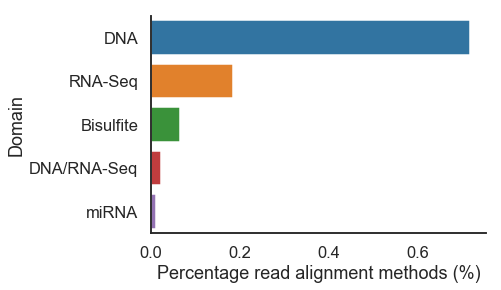 Domain
DNA
RNA-Seq
Bisulfite
DNA/RNA-Seq
miRNA
0.0 0.2 0.4 0.6
Percentage read alignment methods (%)